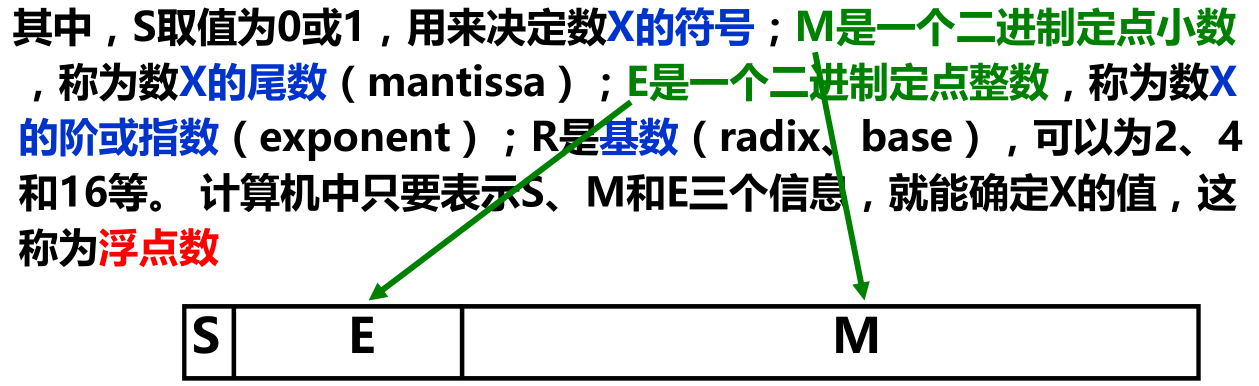 其中，S取值为0或1，用来决定数X的符号；M是一个二进制定点小数
，称为数X的尾数（mantissa）；E是一个二进制定点整数，称为数X
的阶或指数（exponent）；R是基数（radix、base），可以为2、4
和16等。 计算机中只要表示S、M和E三个信息，就能确定X的值，这
称为浮点数
S E M